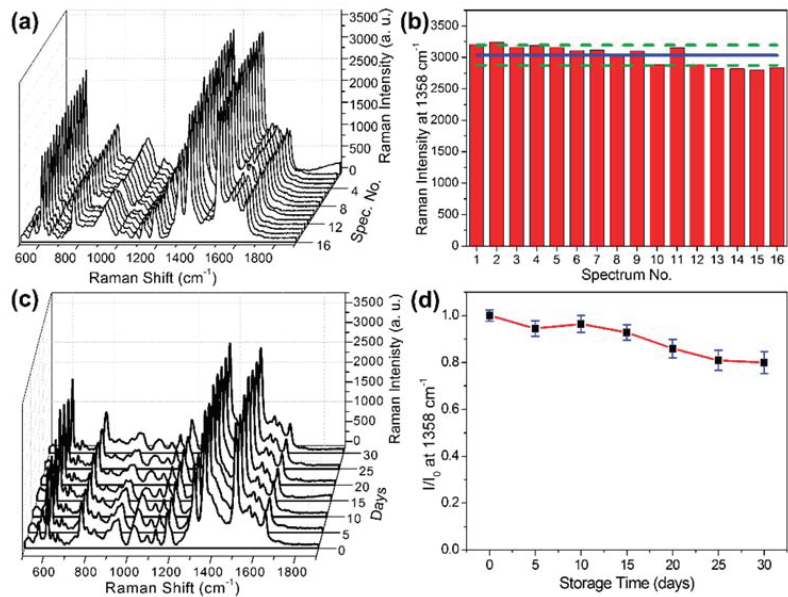 (a)
3500
3000
2500
2000
1500
1000
500
0
Raman Intensity (a. u.)
4
8
12
16
Spec. No.
600 800 1000 1200 1400 1600 1800
Raman Shift (cm-1)
(b)
Raman Intensity at 1358 cm-1
3500
3000
2500
2000
1500
1000
500
0
1 2 3 4 5 6 7 8 9 10 11 12 13 14 15 16
Spectrum No.
(c)
3500
3000
2500
2000
1500
1000
500
0
Raman Intenisty (a. u.)
30
25
20
15
10
5
0
Days
600 800 1000 1200 1400 1600 1800
Raman Shift (cm-1)
(d)
I/I0 at 1358 cm-1
1.0
0.8
0.6
0.4
0.2
0.0
0 5 10 15 20 25 30
Storage Time (days)